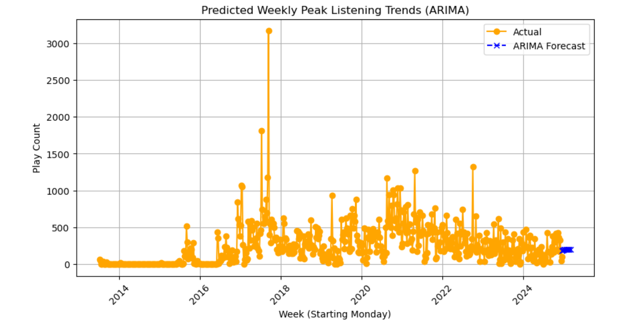 Predicted Weekly Peak Listening Trends (ARIMA)
Actual
ARIMA Forecast
Play Count
3000
2500
2000
1500
1000
500
0
2014
2016
2018
2020
2022
2024
Week (Starting Monday)